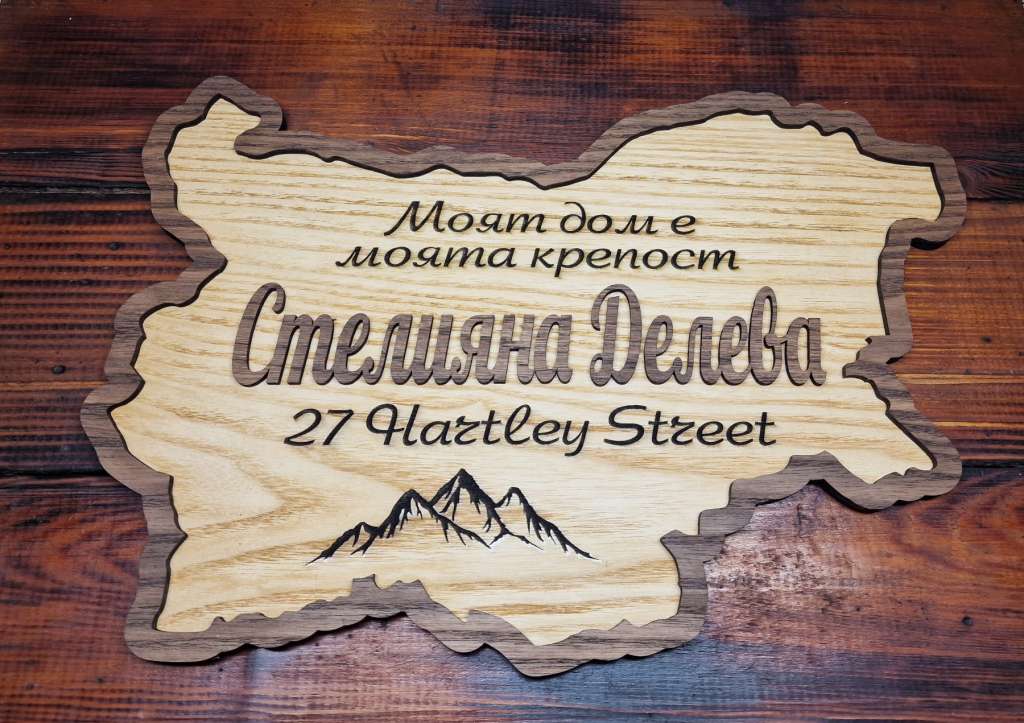 Моят дом е
моята крепост
Стелияна Делева
27 Hartley Street